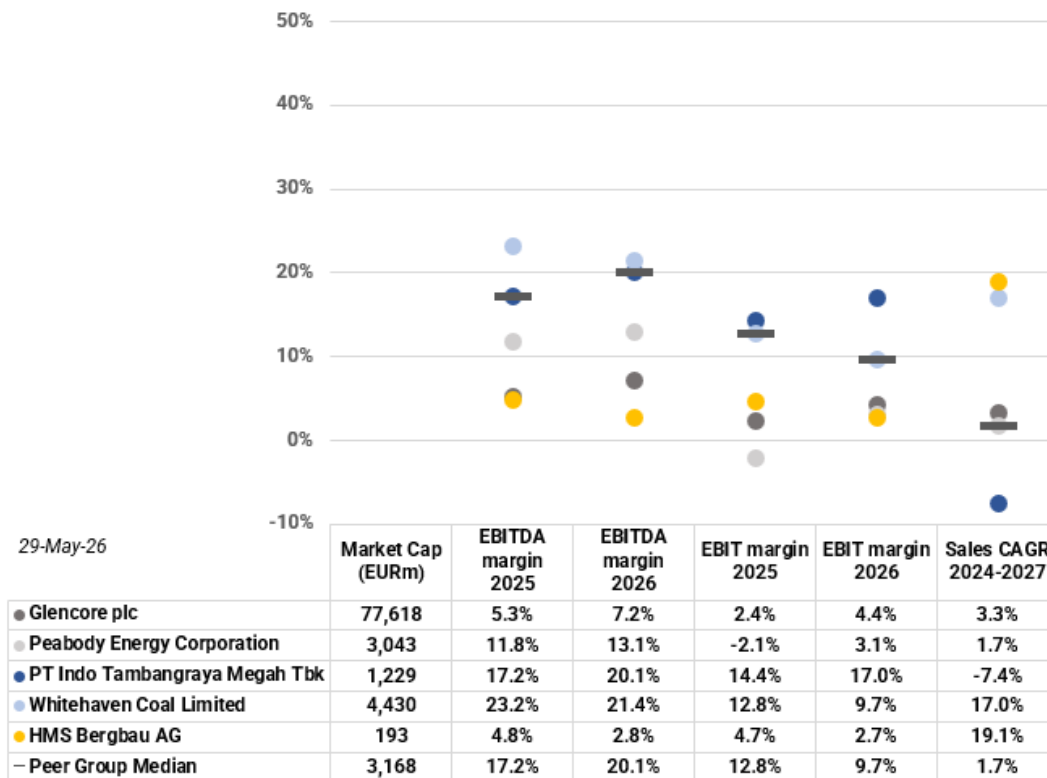 50%
40%
30%
20%
10%
0%
-10%
29-May-26
Market Cap (EURm) EBITDA margin 2025 EBITDA margin 2026 EBIT margin 2025 EBIT margin 2026 Sales CAGR 2024-2027
Glencore plc 77,618 5.3% 7.2% 2.4% 4.4% 3.3%
Peabody Energy Corporation 3,043 11.8% 13.1% -2.1% 3.1% 1.7%
PT Indo Tambangraya Megah Tbk 1,229 17.2% 20.1% 14.4% 17.0% -7.4%
Whitehaven Coal Limited 4,430 23.2% 21.4% 12.8% 9.7% 17.0%
HMS Bergbau AG 193 4.8% 2.8% 4.7% 2.7% 19.1%
Peer Group Median 3,168 17.2% 20.1% 12.8% 9.7% 1.7%